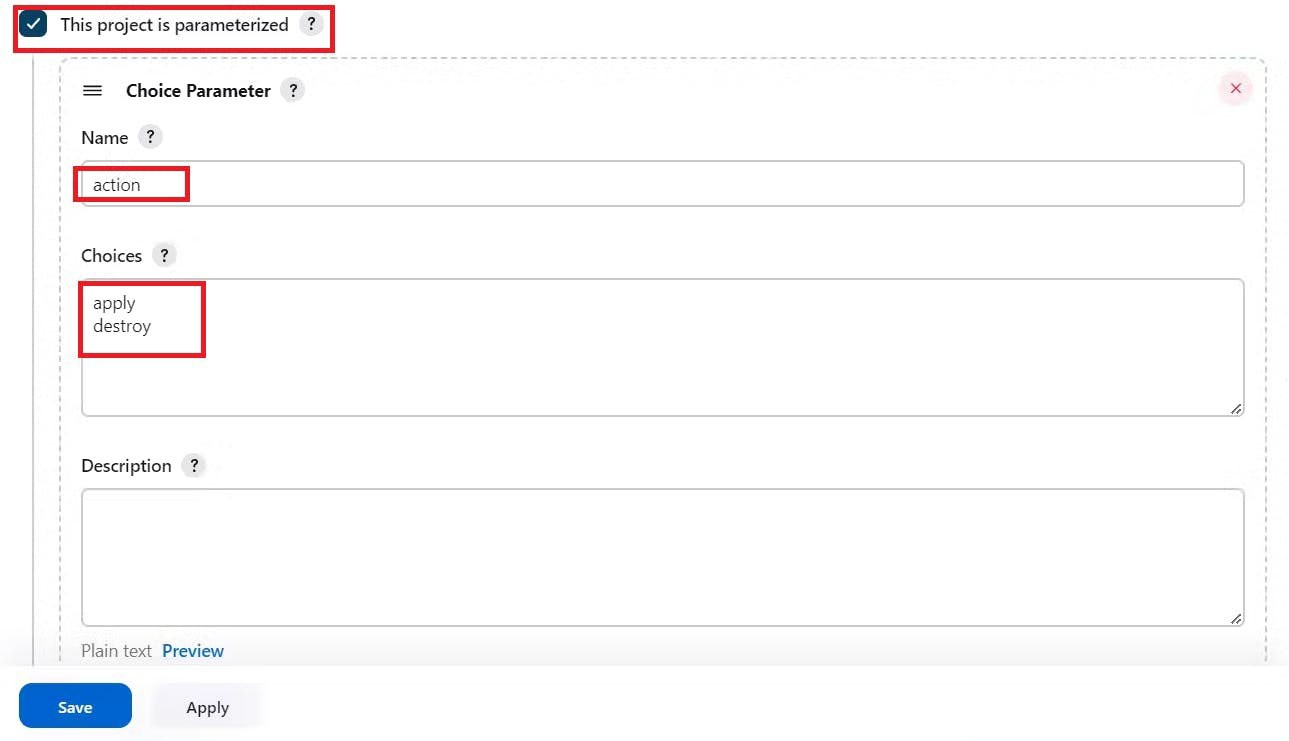 This project is parameterized ?
Choice Parameter ?
Name ?
action
Choices ?
apply
destroy
Description ?
Plain text Preview
Save Apply